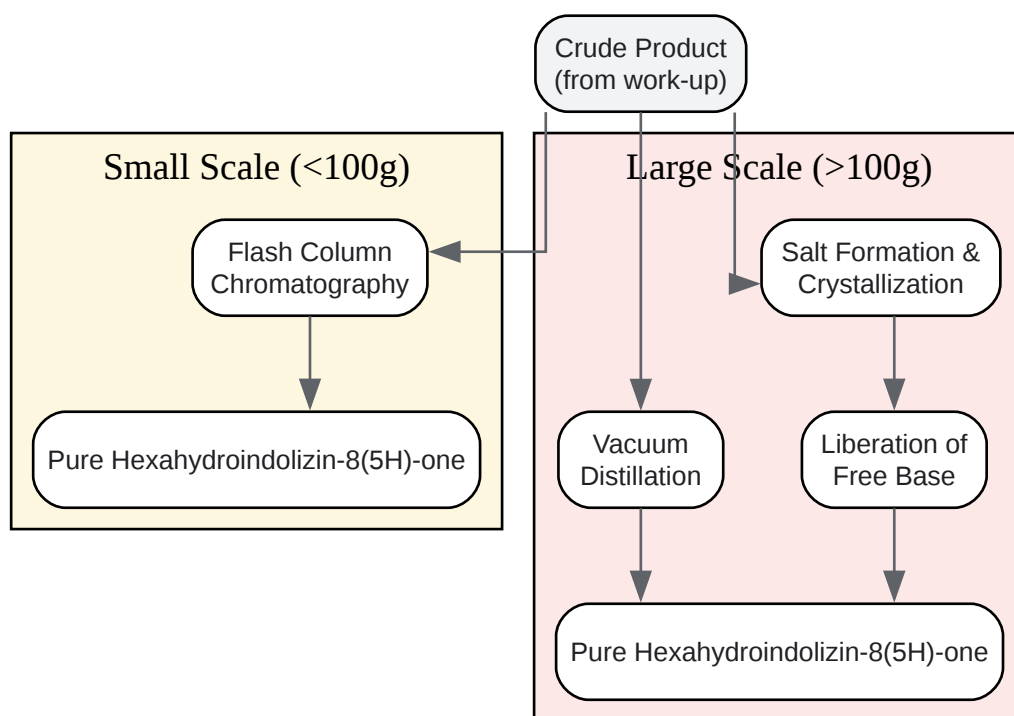 Crude Product
(from work-up)
Small Scale (<100g)
Large Scale (>100g)
Flash Column
Chromatography
Salt Formation &
Crystallization
Pure Hexahydroindolizin-8(5H)-one
Vacuum
Distillation
Liberation of
Free Base
Pure Hexahydroindolizin-8(5H)-one